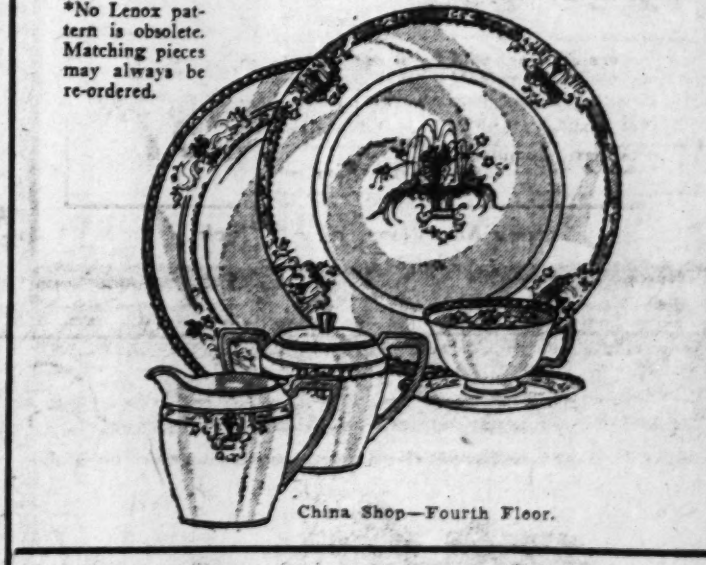 *No Lenox pat-
tern is obsolete.
Matching pieces
may always be
re-ordered.
China Shop—Fourth Floor.